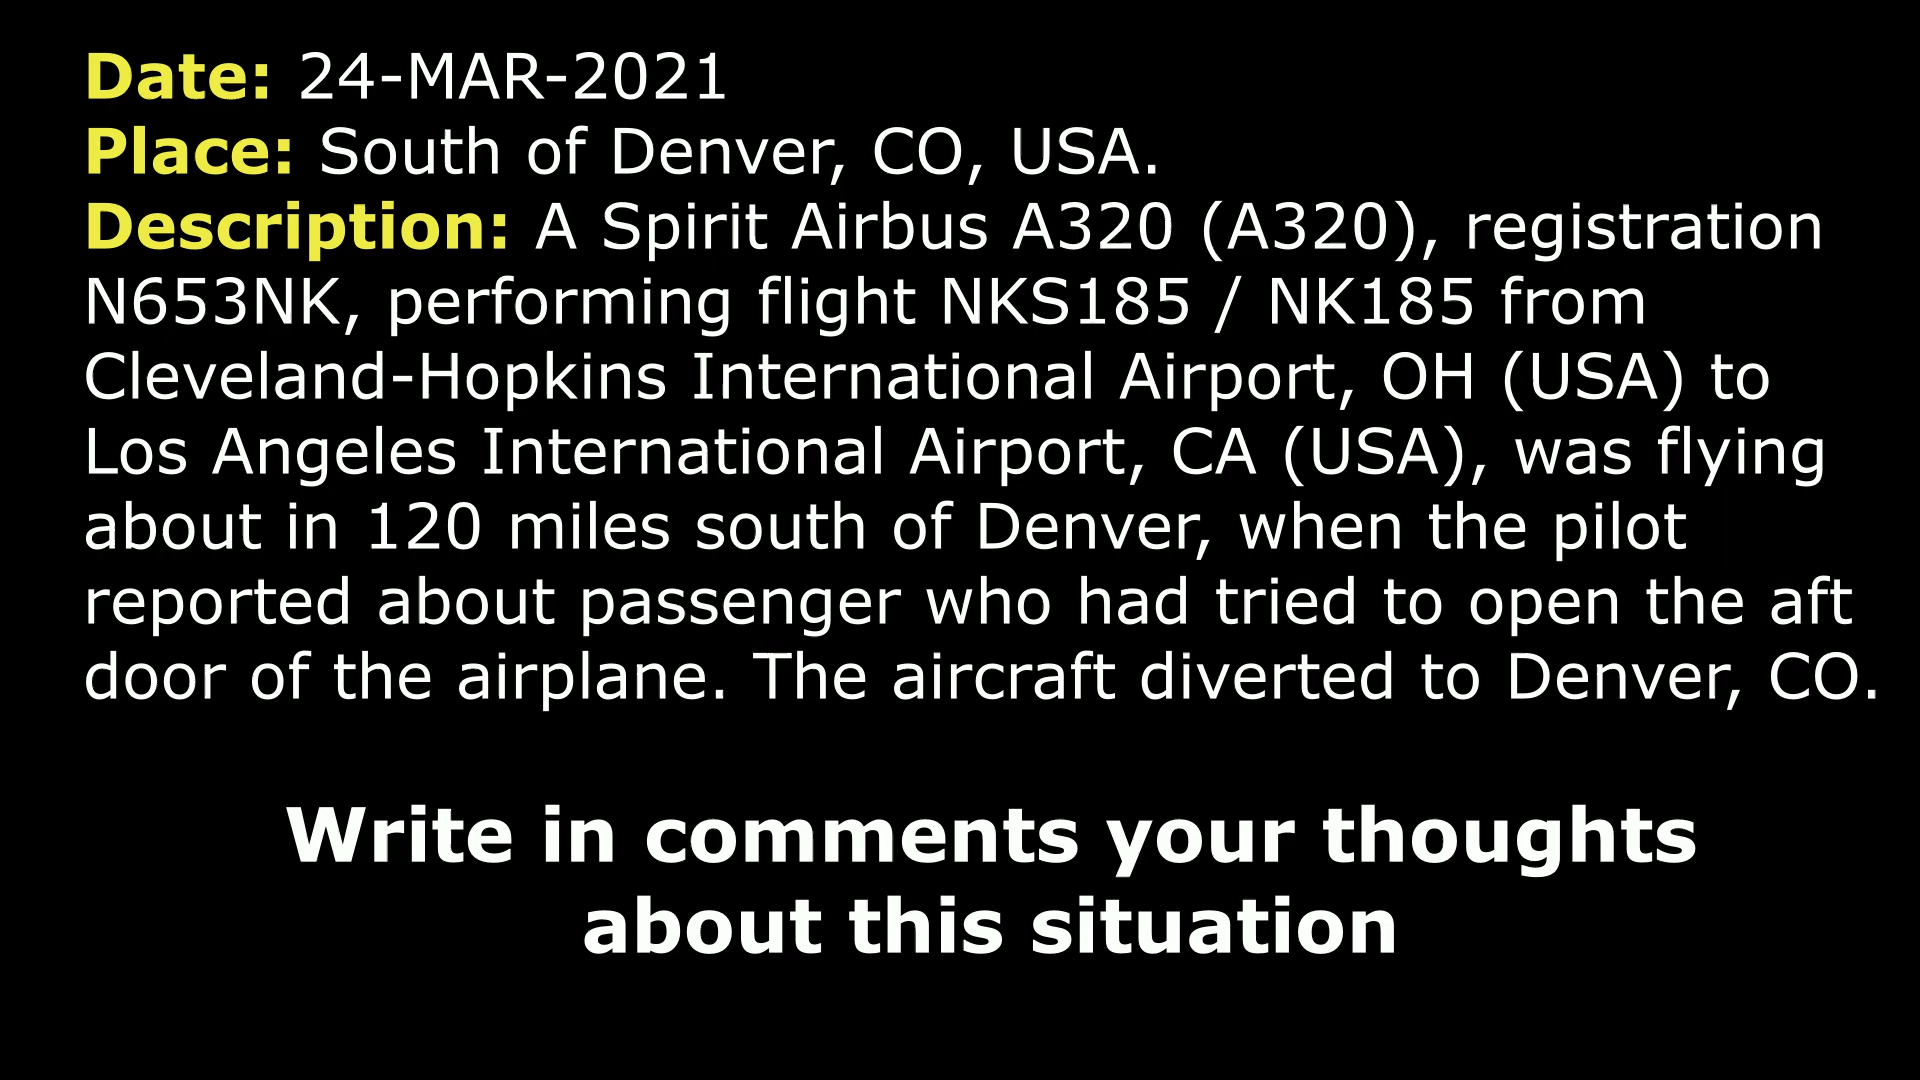 Date: 24-MAR-2021
Place: South of Denver, CO, USA.
Description: A Spirit Airbus A320 (A320), registration
N653NK, performing flight NKS185 / NK185 from
Cleveland-Hopkins International Airport, OH (USA) to
Los Angeles International Airport, CA (USA), was flying
about in 120 miles south of Denver, when the pilot
reported about passenger who had tried to open the aft
door of the airplane. The aircraft diverted to Denver, CO.
Write in comments your thoughts
about this situation